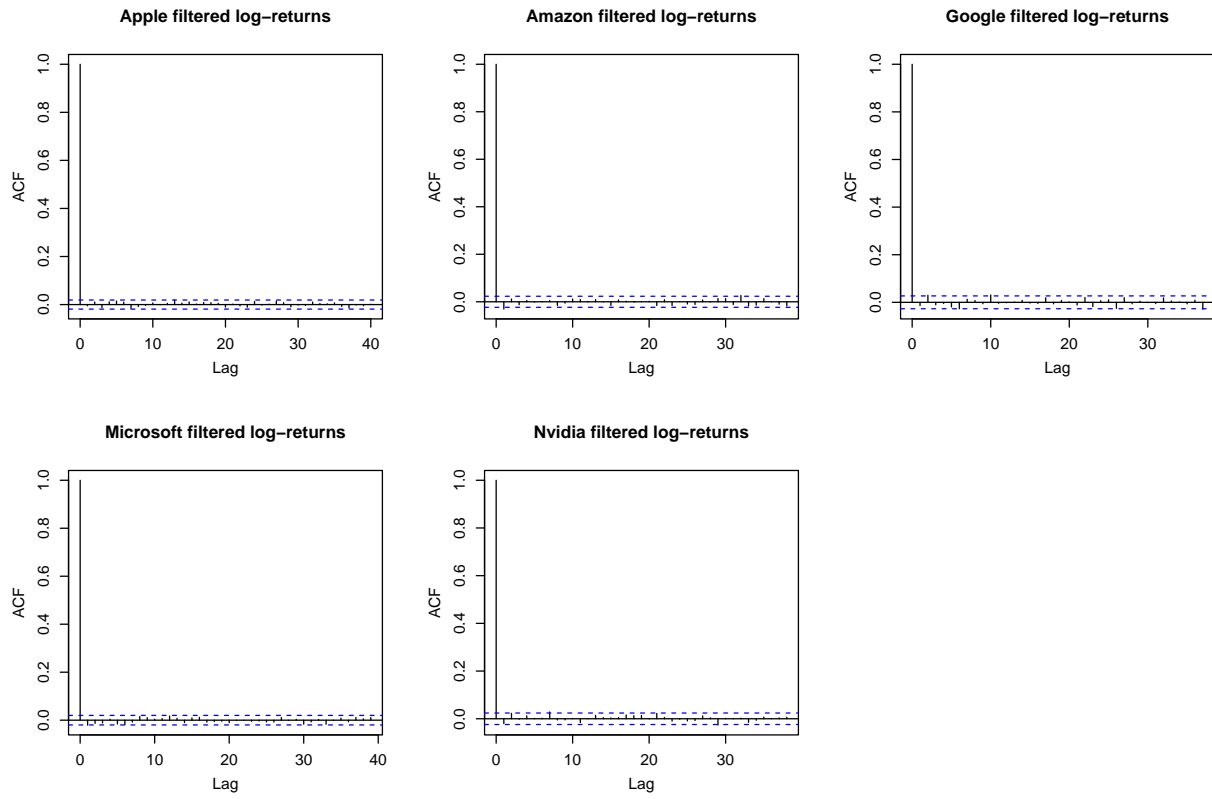 Apple filtered log−returns
ACF
0.0 0.2 0.4 0.6 0.8 1.0
0 10 20 30 40
Lag
Amazon filtered log−returns
ACF
0.0 0.2 0.4 0.6 0.8 1.0
0 10 20 30
Lag
Google filtered log−returns
ACF
0.0 0.2 0.4 0.6 0.8 1.0
0 10 20 30
Lag
Microsoft filtered log−returns
ACF
0.0 0.2 0.4 0.6 0.8 1.0
0 10 20 30 40
Lag
Nvidia filtered log−returns
ACF
0.0 0.2 0.4 0.6 0.8 1.0
0 10 20 30
Lag